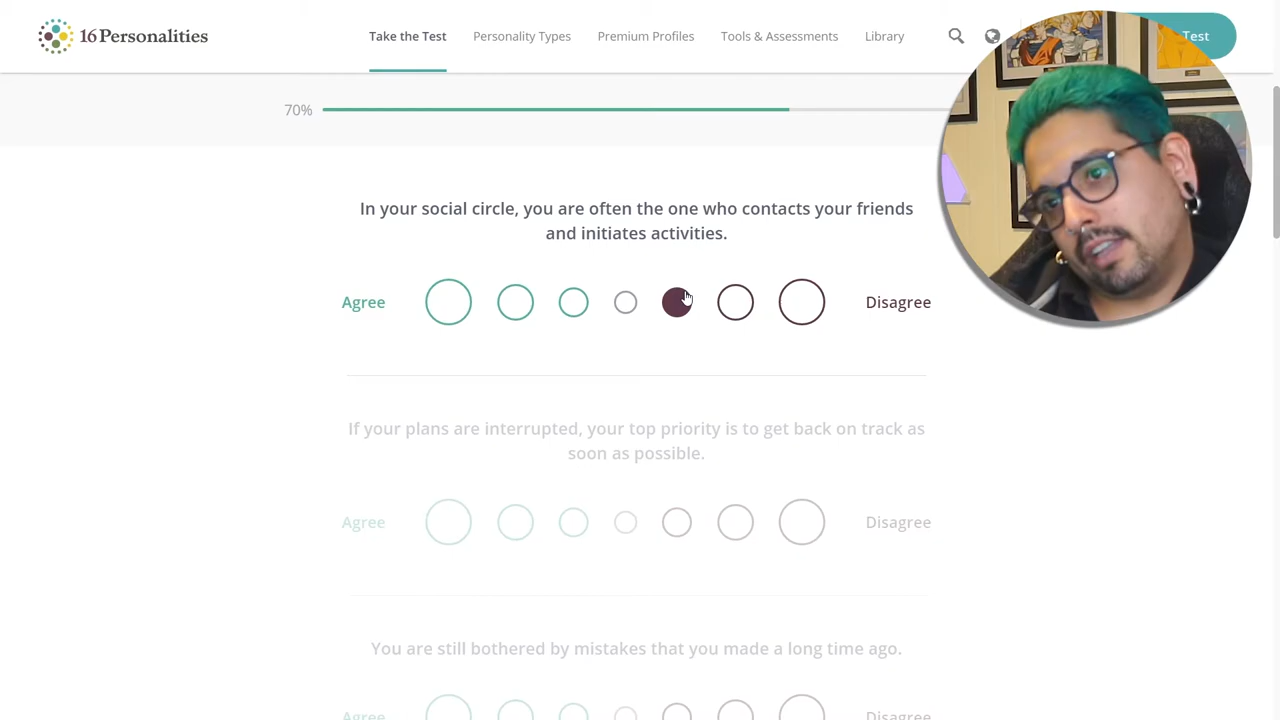 16Personalities
Take the Test
Personality Types
Premium Profiles
Tools & Assessments
Library
Test
70%
In your social circle, you are often the one who contacts your friends
and initiates activities.
Agree
Disagree
If your plans are interrupted, your top priority is to get back on track as
soon as possible.
Agree
Disagree
You are still bothered by mistakes that you made a long time ago.
Agree
Disagree